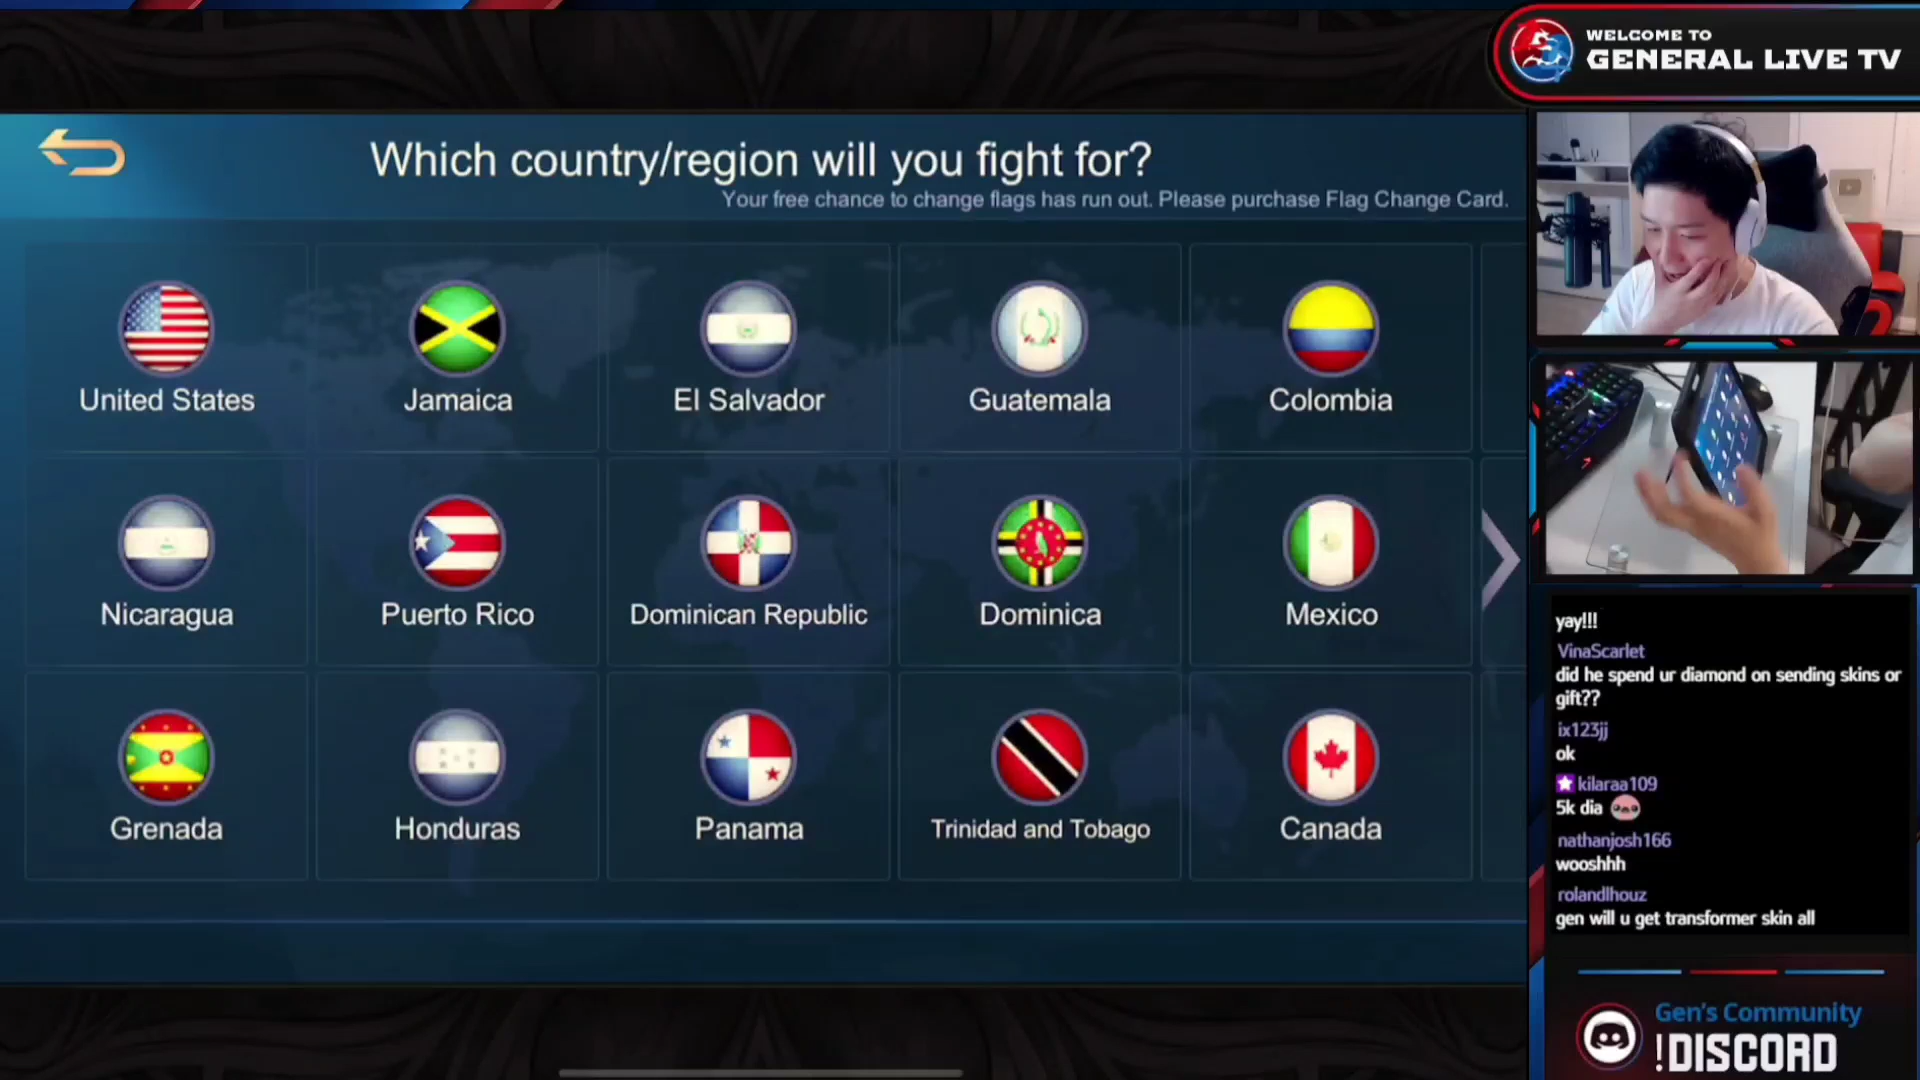 WELCOME TO
GENERAL LIVE TV
Which country/region will you fight for?
Your free chance to change flags has run out. Please purchase Flag Change Card.
United States
Jamaica
El Salvador
Guatemala
Colombia
Nicaragua
Puerto Rico
Dominican Republic
Dominica
Mexico
Grenada
Honduras
Panama
Trinidad and Tobago
Canada
yay!!!
VinaScarlet
did he spend ur diamond on sending skins or
gift??
ix123jj
ok
kilaraa109
5k dia
nathanjosh166
wooshhh
rolandlhouz
gen will u get transformer skin all
Gen's Community
!DISCORD